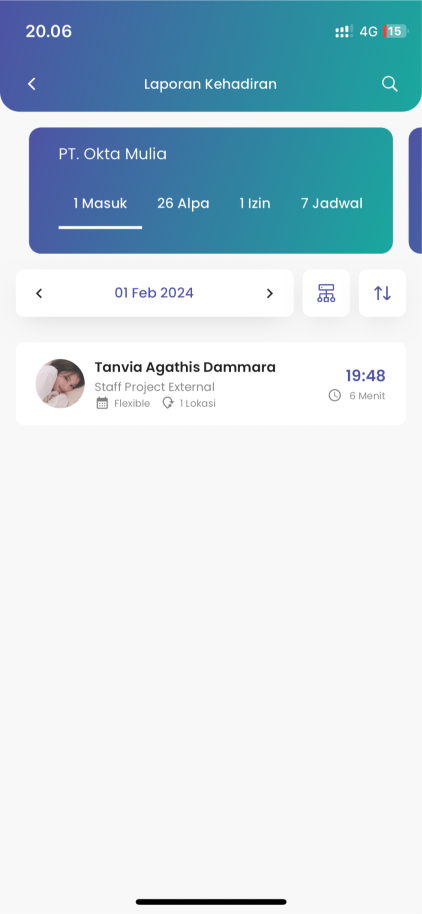 20.06 4G 15
Laporan Kehadiran
PT. Okta Mulia
1 Masuk 26 Alpa 1 Izin 7 Jadwal
01 Feb 2024
Tanvia Agathis Dammara
Staff Project External
Flexible 1 Lokasi
19:48
6 Menit